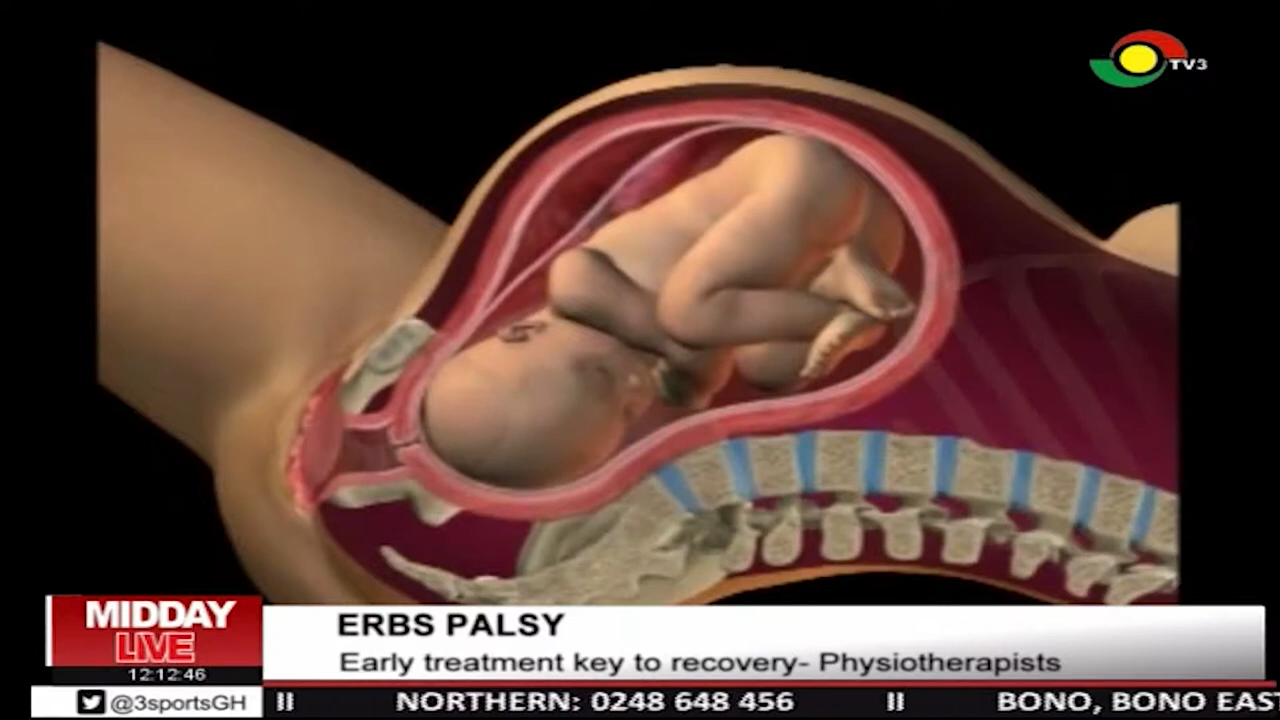 TV3
MIDDAY
LIVE
12:12:46
ERBS PALSY
Early treatment key to recovery- Physiotherapists
@3sportsGH
NORTHERN: 0248 648 456
BONO, BONO EAS